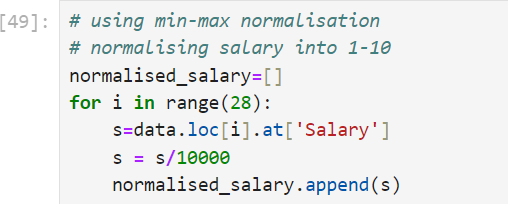 [49]: # using min-max normalisation
# normalising salary into 1-10
normalised_salary=[]
for i in range(28):
    s=data.loc[i].at['Salary']
    s = s/10000
    normalised_salary.append(s)